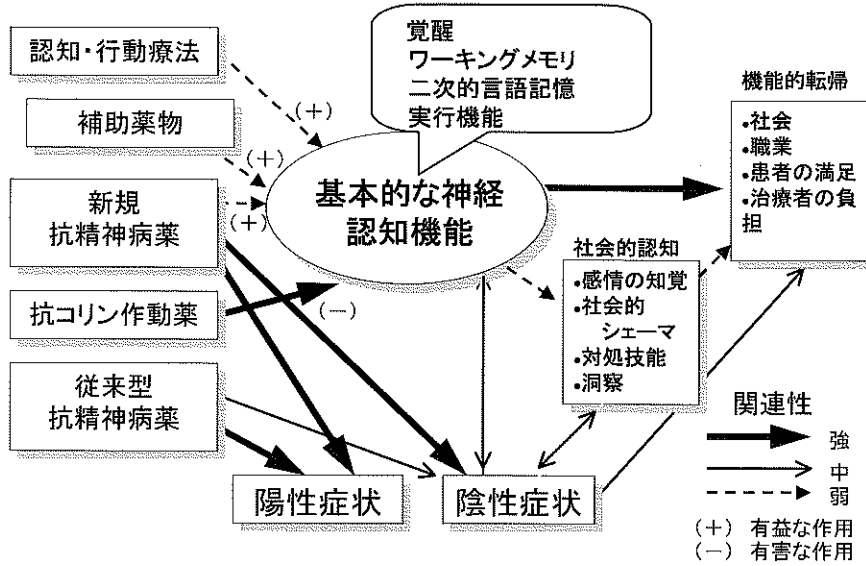 覚醒
ワーキングメモリ
二次的言語記憶
実行機能
認知・行動療法
補助薬物
新規
抗精神病薬
抗コリン作動薬
従来型
抗精神病薬
(+)
(+)
(+)
(−)
基本的な神経
認知機能
機能的転帰
•社会
•職業
•患者の満足
•治療者の負
担
社会的認知
•感情の知覚
•社会的
シェーマ
•対処技能
•洞察
陽性症状
陰性症状
関連性
強
中
弱
(+) 有益な作用
(−) 有害な作用